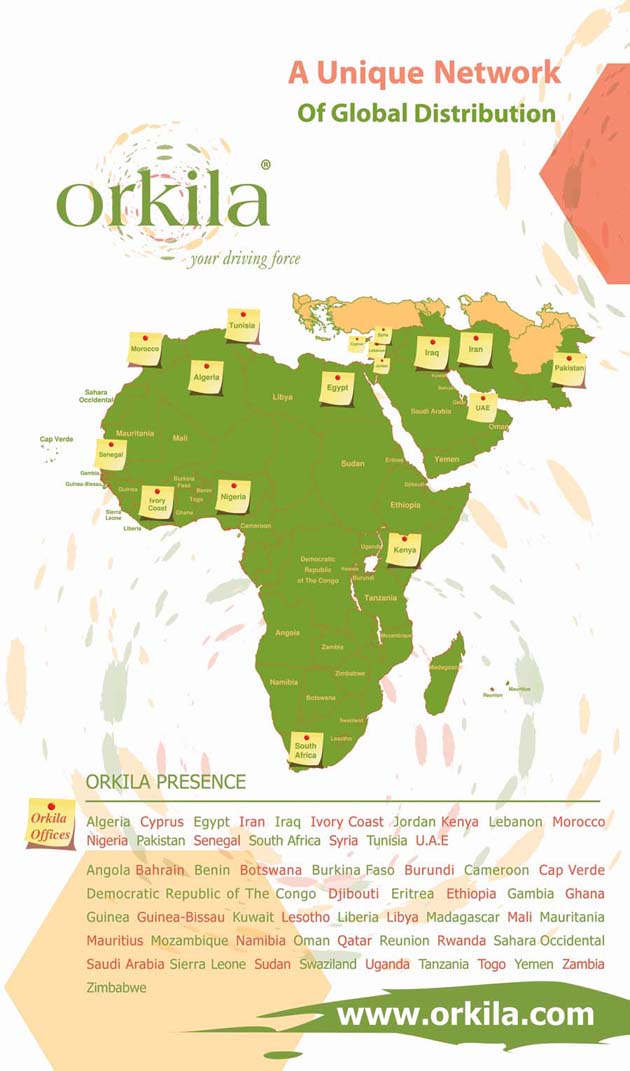 A Unique Network
Of Global Distribution
orkila®
your driving force
Tunisia
Morocco
Algeria
Libya
Egypt
Cyprus
Syria
Lebanon
Jordan
Iraq
Iran
Pakistan
Kuwait
Bahrain
Qatar
UAE
Saudi Arabia
Oman
Yemen
Sahara
Occidental
Mauritania
Mali
Cap Verde
Senegal
Gambia
Guinea-Bissau
Guinea
Sierra
Leone
Liberia
Ivory
Coast
Burkina
Faso
Ghana
Togo
Benin
Nigeria
Cameroon
Sudan
Eritrea
Djibouti
Ethiopia
Uganda
Kenya
Rwanda
Burundi
Democratic
Republic
of The Congo
Tanzania
Angola
Zambia
Mozambique
Madagascar
Reunion
Mauritius
Zimbabwe
Namibia
Botswana
Swaziland
Lesotho
South
Africa
ORKILA PRESENCE
Orkila
Offices
Algeria Cyprus Egypt Iran Iraq Ivory Coast Jordan Kenya Lebanon Morocco
Nigeria Pakistan Senegal South Africa Syria Tunisia U.A.E
Angola Bahrain Benin Botswana Burkina Faso Burundi Cameroon Cap Verde
Democratic Republic of The Congo Djibouti Eritrea Ethiopia Gambia Ghana
Guinea Guinea-Bissau Kuwait Lesotho Liberia Libya Madagascar Mali Mauritania
Mauritius Mozambique Namibia Oman Qatar Reunion Rwanda Sahara Occidental
Saudi Arabia Sierra Leone Sudan Swaziland Uganda Tanzania Togo Yemen Zambia
Zimbabwe
www.orkila.com